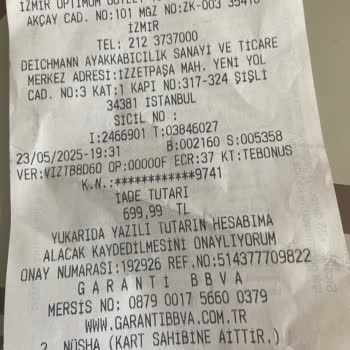 İZMİR OPTİMUM OUTLET
AKÇAY CAD. NO:101 MGZ NO:ZK-003 35410
İZMİR
TEL: 212 3737000
DEICHMANN AYAKKABICILIK SANAYİ VE TİCARE
MERKEZ ADRESİ:İZZETPAŞA MAH. YENİ YOL
CAD. NO:3 KAT:1 KAPI NO:317-324 ŞİŞLİ
34381 İSTANBUL
SİCİL NO :
I:2466901 T:03846027
23/05/2025-19:31 B:002160 S:005358
VER:VIZTB8D60 OP:00000F ECR:37 KT:TEBONUS
K.N.:************9741
İADE TUTARI
699,99 TL
YUKARIDA YAZILI TUTARIN HESABIMA
ALACAK KAYDEDİLMESİNİ ONAYLIYORUM
ONAY NUMARASI:192926 REF.NO:514377709822
G A R A N T İ B B V A
MERSİS NO: 0879 0017 5660 0379
WWW.GARANTIBBVA.COM.TR
2. NÜSHA (KART SAHİBİNE AİTTİR.)